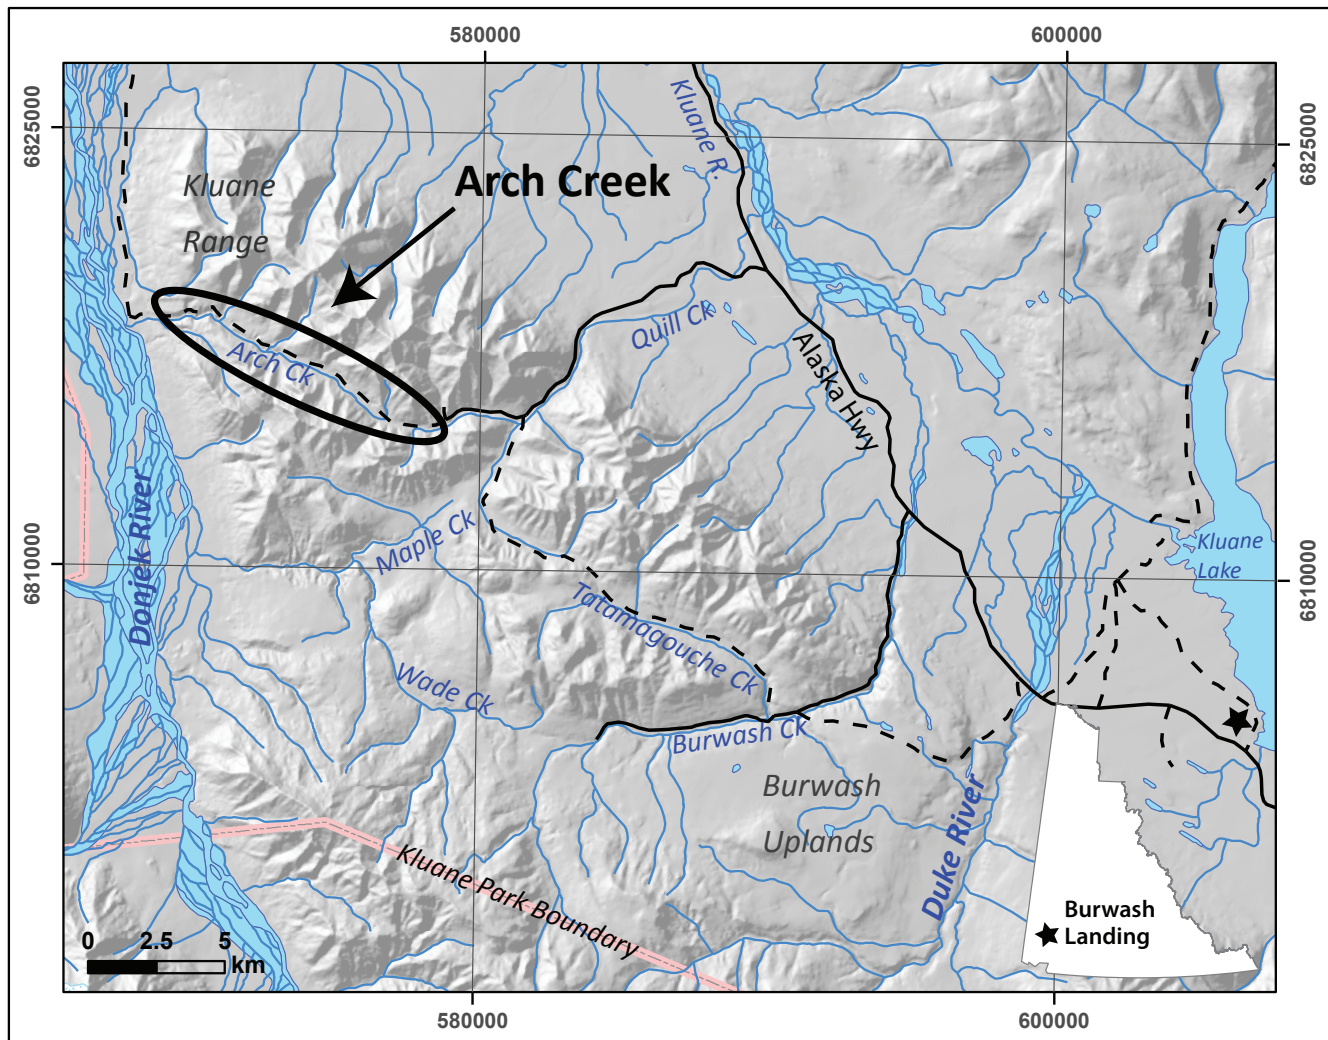 580000
600000
6825000
6825000
Kluane R.
Kluane
Range
Arch Creek
Quill Ck
Arch Ck
Alaska Hwy
Donjek River
Maple Ck
Kluane
Lake
6810000
6810000
Tatamagouche Ck
Wade Ck
Burwash Ck
Burwash
Uplands
Duke River
Kluane Park Boundary
Burwash
Landing
0 2.5 5
km
580000
600000